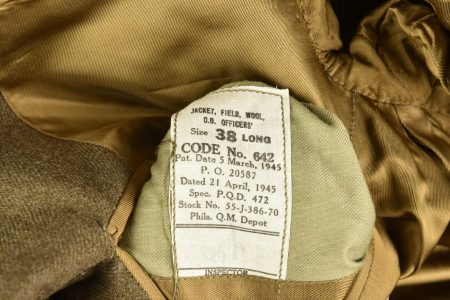 JACKET, FIELD, WOOL,
O.D. OFFICERS'
Size 38 LONG
CODE No. 642
Pat. Date 5 March, 1945
P. O. 20587
Dated 21 April, 1945
Spec. P.Q.D. 472
Stock No. 55-J-386-70
Phila. Q.M. Depot
INSPECTOR